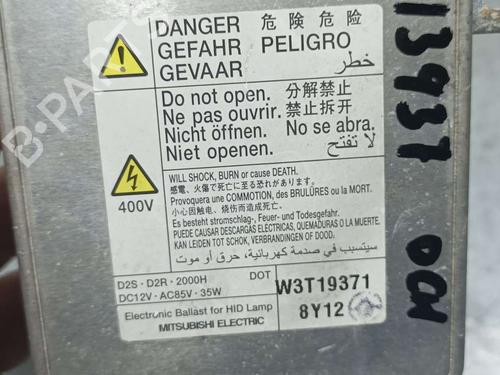 DANGER 危 険 危 险
GEFAHR PELIGRO
GEVAAR خطر
Do not open. 分解禁止
Ne pas ouvrir. 禁止拆开
Nicht öffnen. No se abra.
Niet openen. لا تفتح
400V
WILL SHOCK, BURN or cause DEATH.
感電、火傷で死亡に至る恐れがあります。
Provoquera une COMMOTION, des BRULÛRES ou la MORT.
小心因触电、烧伤而造成死亡。
Es besteht stromschlag-, Feuer- und Todesgefahr.
PUEDE CAUSAR DESCARGAS ELECTRICAS, QUEMADURAS O LA MUERTE.
KAN LEIDEN TOT SCHOK, VERBRANDINGEN OF DOOD.
سيتسبب في صدمة كهربائية، حرق أو موت
D2S · D2R · 2000H DOT
DC12V · AC85V · 35W
W3T19371
Electronic Ballast for HID Lamp
MITSUBISHI ELECTRIC
8Y12
13937
B-PARTS